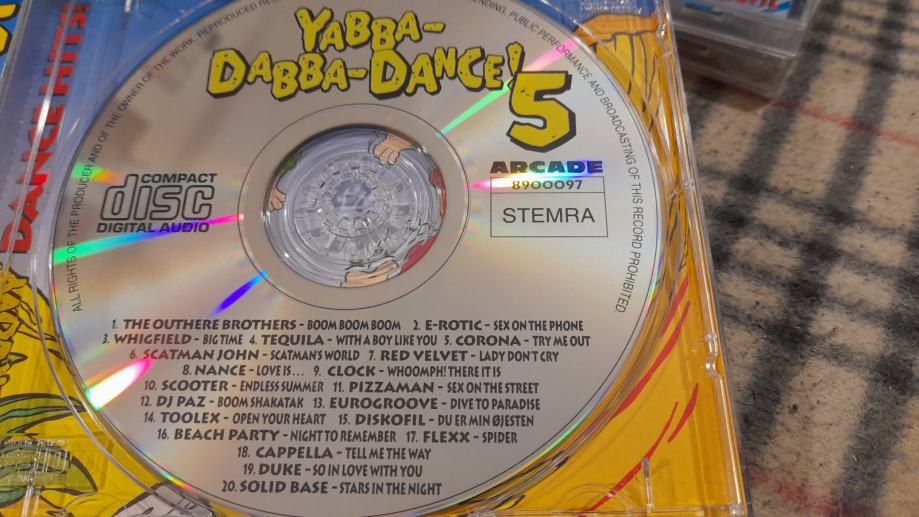 YABBA-
DABBA-DANCE!
5
ARCADE
8900097
STEMRA
COMPACT
disc
DIGITAL AUDIO
DANCE HITS
ALL RIGHTS OF THE PRODUCER AND OF THE OWNER OF THE WORK REPRODUCED RE
ENDING, PUBLIC PERFORMANCE AND BROADCASTING OF THIS RECORD PROHIBITED.
1. THE OUTHERE BROTHERS – BOOM BOOM BOOM 2. E-ROTIC – SEX ON THE PHONE
3. WHIGFIELD – BIG TIME 4. TEQUILA – WITH A BOY LIKE YOU 5. CORONA – TRY ME OUT
6. SCATMAN JOHN – SCATMAN'S WORLD 7. RED VELVET – LADY DON'T CRY
8. NANCE – LOVE IS... 9. CLOCK – WHOOMPH! THERE IT IS
10. SCOOTER – ENDLESS SUMMER 11. PIZZAMAN – SEX ON THE STREET
12. DJ PAZ – BOOM SHAKATAK 13. EUROGROOVE – DIVE TO PARADISE
14. TOOLEX – OPEN YOUR HEART 15. DISKOFIL – DU ER MIN ØJESTEN
16. BEACH PARTY – NIGHT TO REMEMBER 17. FLEXX – SPIDER
18. CAPPELLA – TELL ME THE WAY
19. DUKE – SO IN LOVE WITH YOU
20. SOLID BASE – STARS IN THE NIGHT